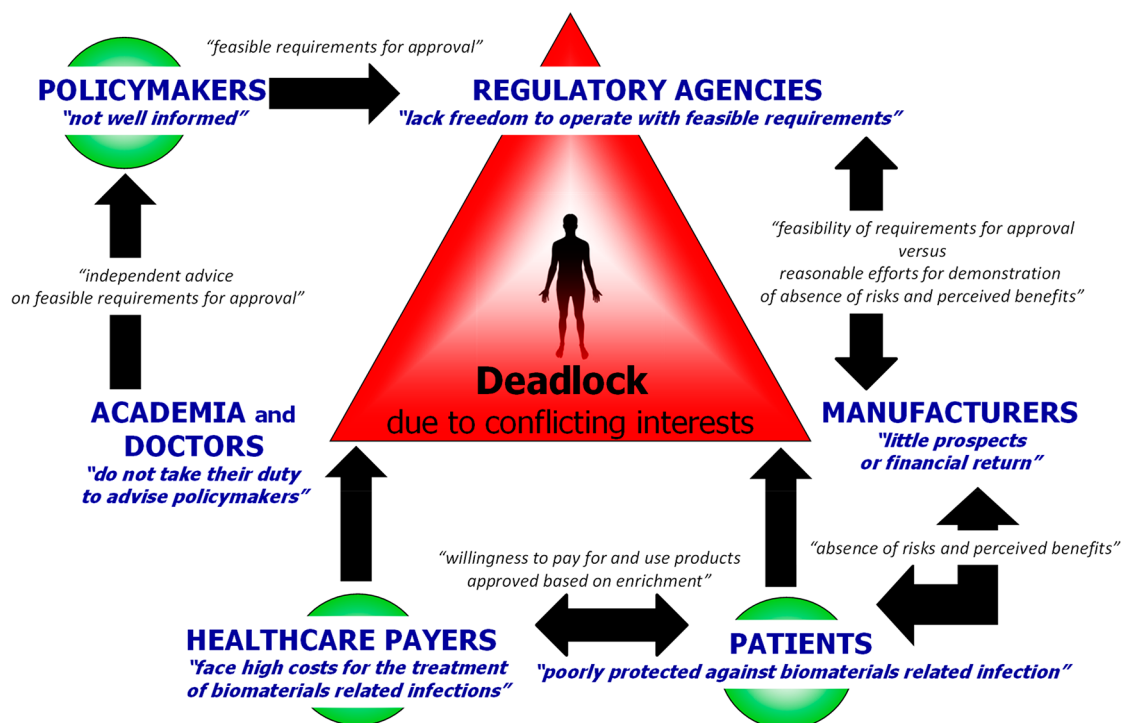 “feasible requirements for approval”
POLICYMAKERS
“not well informed”
REGULATORY AGENCIES
“lack freedom to operate with feasible requirements”
“feasibility of requirements for approval
versus
reasonable efforts for demonstration
of absence of risks and perceived benefits”
“independent advice
on feasible requirements for approval”
Deadlock
due to conflicting interests
ACADEMIA and
DOCTORS
“do not take their duty
to advise policymakers”
MANUFACTURERS
“little prospects
or financial return”
“willingness to pay for and use products
approved based on enrichment”
“absence of risks and perceived benefits”
HEALTHCARE PAYERS
“face high costs for the treatment
of biomaterials related infections”
PATIENTS
“poorly protected against biomaterials related infection”